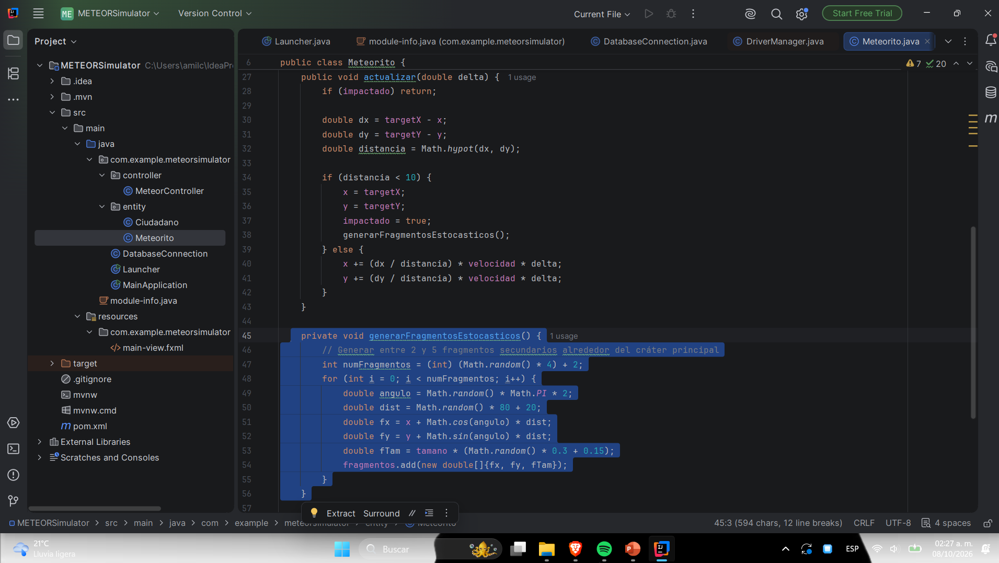 ME METEORSimulator Version Control Current File Start Free Trial
Project
METEORSimulator C:\Users\amilc\IdeaPr
.idea
.mvn
src
main
java
com.example.meteorsimulator
controller
MeteorController
entity
Ciudadano
Meteorito
DatabaseConnection
Launcher
MainApplication
module-info.java
resources
com.example.meteorsimulator
main-view.fxml
target
.gitignore
mvnw
mvnw.cmd
pom.xml
External Libraries
Scratches and Consoles
Launcher.java module-info.java (com.example.meteorsimulator) DatabaseConnection.java DriverManager.java Meteorito.java
6 public class Meteorito { 7 20
27 public void actualizar(double delta) { 1 usage
28 if (impactado) return;
29
30 double dx = targetX - x;
31 double dy = targetY - y;
32 double distancia = Math.hypot(dx, dy);
33
34 if (distancia < 10) {
35 x = targetX;
36 y = targetY;
37 impactado = true;
38 generarFragmentosEstocasticos();
39 } else {
40 x += (dx / distancia) * velocidad * delta;
41 y += (dy / distancia) * velocidad * delta;
42 }
43 }
44
45 private void generarFragmentosEstocasticos() { 1 usage
46 // Generar entre 2 y 5 fragmentos secundarios alrededor del cráter principal
47 int numFragmentos = (int) (Math.random() * 4) + 2;
48 for (int i = 0; i < numFragmentos; i++) {
49 double angulo = Math.random() * Math.PI * 2;
50 double dist = Math.random() * 80 + 20;
51 double fx = x + Math.cos(angulo) * dist;
52 double fy = y + Math.sin(angulo) * dist;
53 double fTam = tamano * (Math.random() * 0.3 + 0.15);
54 fragmentos.add(new double[]{fx, fy, fTam});
55 }
56 }
57
Extract Surround
METEORSimulator > src > main > java > com > example > meteorsimulator > entity > Meteorito 45:3 (594 chars, 12 line breaks) CRLF UTF-8 4 spaces
21°C
Lluvia ligera
Buscar
ESP
02:27 a. m.
08/10/2026